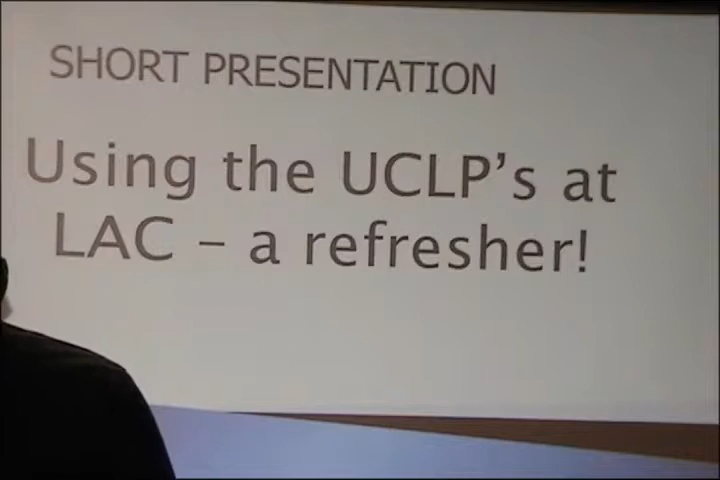 SHORT PRESENTATION
Using the UCLP's at
LAC – a refresher!